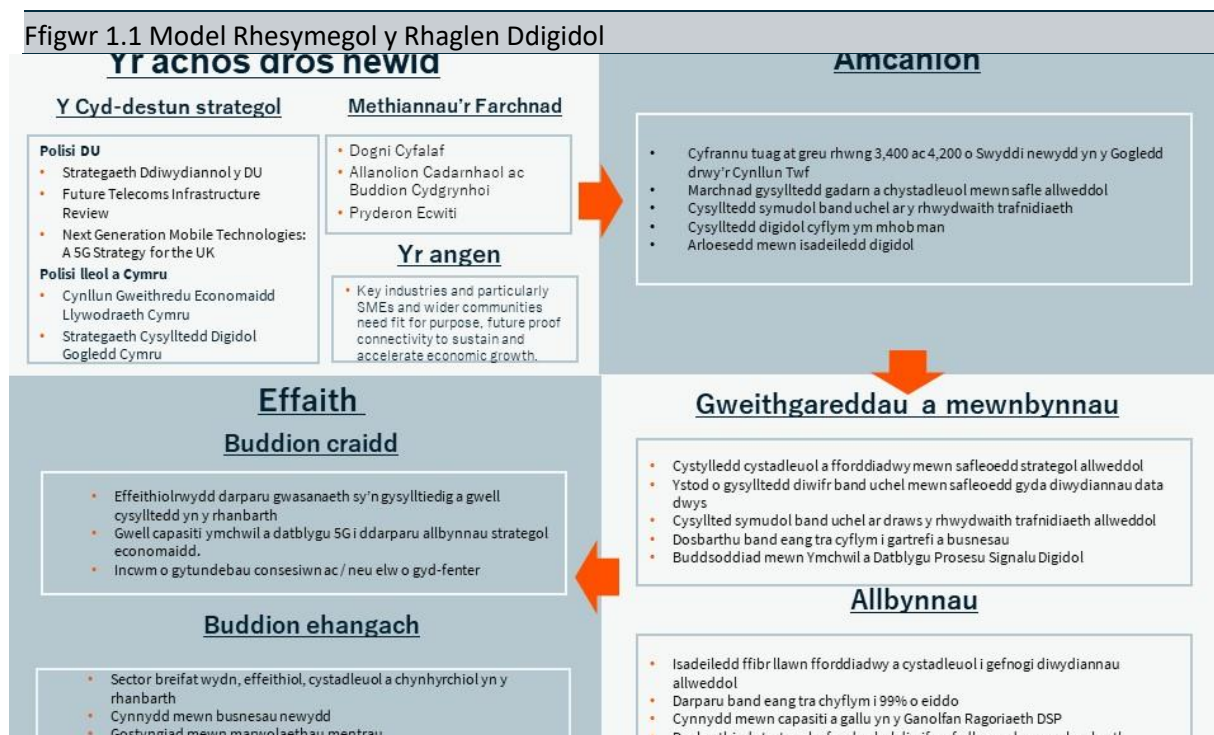 Ffigwr 1.1 Model Rhesymegol y Rhaglen Ddigidol
Yr achos dros newid
Y Cyd-destun strategol
Polisi DU
• Strategaeth Ddiwydiannol y DU
• Future Telecoms Infrastructure
Review
• Next Generation Mobile Technologies:
A 5G Strategy for the UK
Polisi lleol a Cymru
• Cynllun Gweithredu Economaidd
Llywodraeth Cymru
• Strategaeth Cysylltedd Digidol
Gogledd Cymru
Methiannau'r Farchnad
• Dogni Cyfalaf
• Allanolion Cadarnhaol ac
Buddion Cydgrynhoi
• Pryderon Ecwiti
Yr angen
• Key industries and particularly
SMEs and wider communities
need fit for purpose, future proof
connectivity to sustain and
accelerate economic growth.
Amcanion
• Cyfrannu tuag at greu rhwng 3,400 ac 4,200 o Swyddi newydd yn y Gogledd
drwy'r Cynllun Twf
• Marchnad gysylltedd gadarn a chystadleuol mewn safle allweddol
• Cysylltedd symudol band uchel ar y rhwydwaith trafnidiaeth
• Cysylltedd digidol cyflym ym mhob man
• Arloesedd mewn isadeiledd digidol
Gweithgareddau a mewnbynnau
• Cystylledd cystadleuol a fforddiadwy mewn safleoedd strategol allweddol
• Ystod o gysylltedd diwifr band uchel mewn safleoedd gyda diwydiannau data
dwys
• Cysyllted symudol band uchel ar draws y rhwydwaith trafnidiaeth allweddol
• Dosbarthu band eang tra cyflym i gartrefi a busnesau
• Buddsoddiad mewn Ymchwil a Datblygu Prosesu Signalu Digidol
Allbynnau
• Isadeiledd ffibr llawn fforddiadwy a cystadleuol i gefnogi diwydiannau
allweddol
• Darparu band eang tra chyflym i 99% o eiddo
• Cynnydd mewn capasiti a gallu yn y Ganolfan Ragoriaeth DSP
Effaith
Buddion craidd
• Effeithiolrwydd darparu gwasanaeth sy'n gysylltiedig a gwell
cysylltedd yn y rhanbarth
• Gwell capasiti ymchwil a datblygu 5G i ddarparu allbynnau strategol
economaidd.
• Incwm o gytundebau consesiwn ac / neu elw o gyd-fenter
Buddion ehangach
• Sector breifat wydn, effeithiol, cystadleuol a chynhyrchiol yn y
rhanbarth
• Cynnydd mewn busnesau newydd
• Gostyngiad mewn marwolaethau mentrau